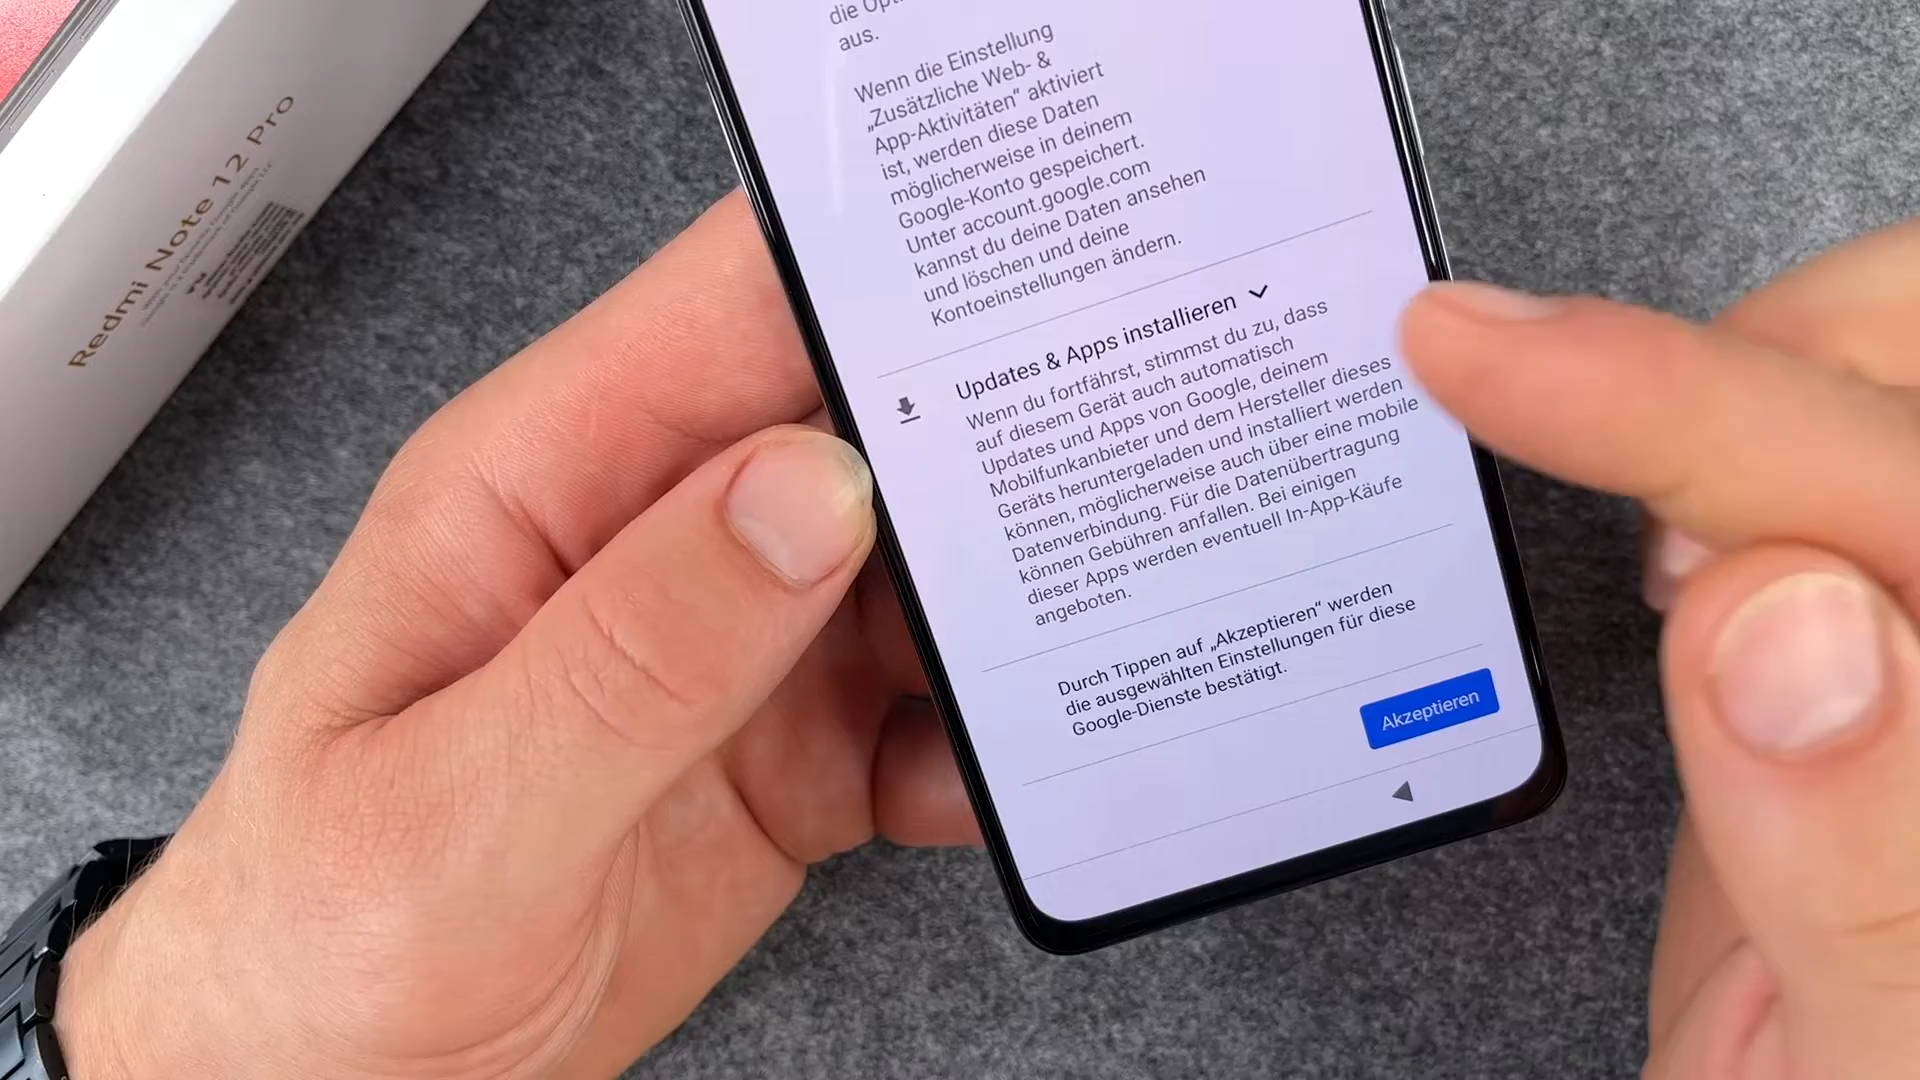 Redmi Note 12 Pro
die
aus.
Wenn die Einstellung
„Zusätzliche Web- &
App-Aktivitäten“ aktiviert
ist, werden diese Daten
möglicherweise in deinem
Google-Konto gespeichert.
Unter account.google.com
kannst du deine Daten ansehen
und löschen und deine
Kontoeinstellungen ändern.
Updates & Apps installieren
Wenn du fortfährst, stimmst du zu, dass
auf diesem Gerät auch automatisch
Updates und Apps von Google, deinem
Mobilfunkanbieter und dem Hersteller dieses
Geräts heruntergeladen und installiert werden
können, möglicherweise auch über eine mobile
Datenverbindung. Für die Datenübertragung
können Gebühren anfallen. Bei einigen
dieser Apps werden eventuell In-App-Käufe
angeboten.
Durch Tippen auf „Akzeptieren“ werden
die ausgewählten Einstellungen für diese
Google-Dienste bestätigt.
Akzeptieren